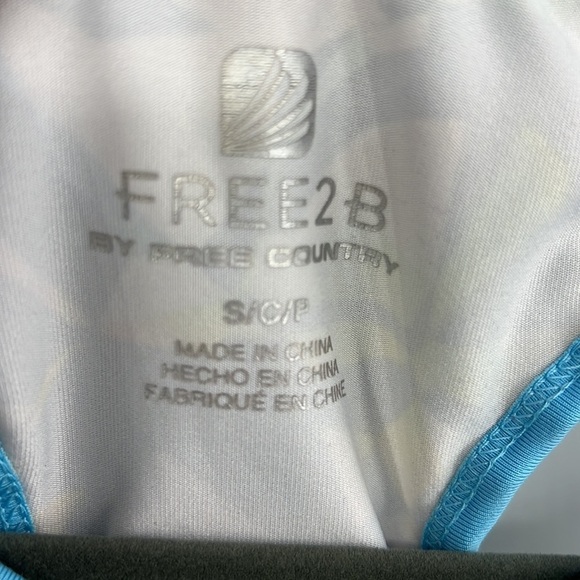 FREE2B
BY FREE COUNTRY
S/C/P
MADE IN CHINA
HECHO EN CHINA
FABRIQUÉ EN CHINE